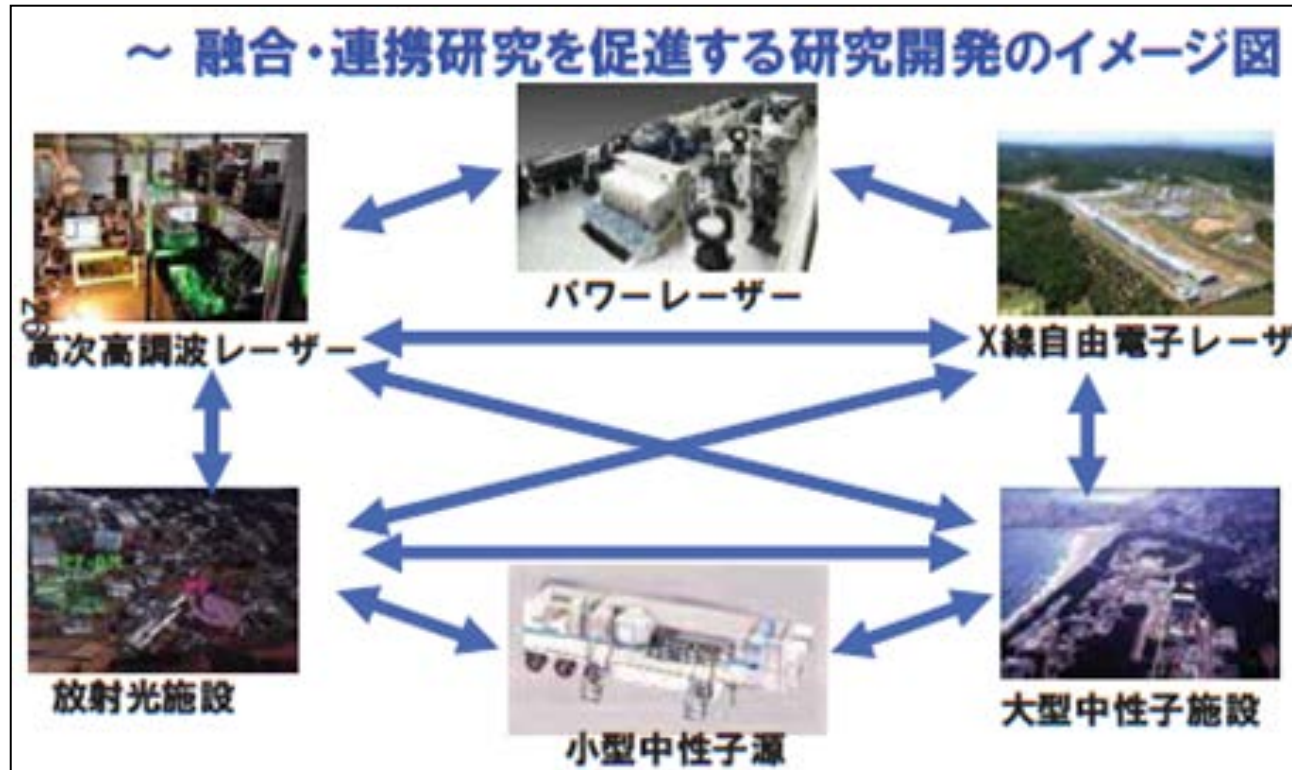 ～ 融合・連携研究を促進する研究開発のイメージ図
パワーレーザー
26
高次高調波レーザー
X線自由電子レーザ
放射光施設
小型中性子源
大型中性子施設